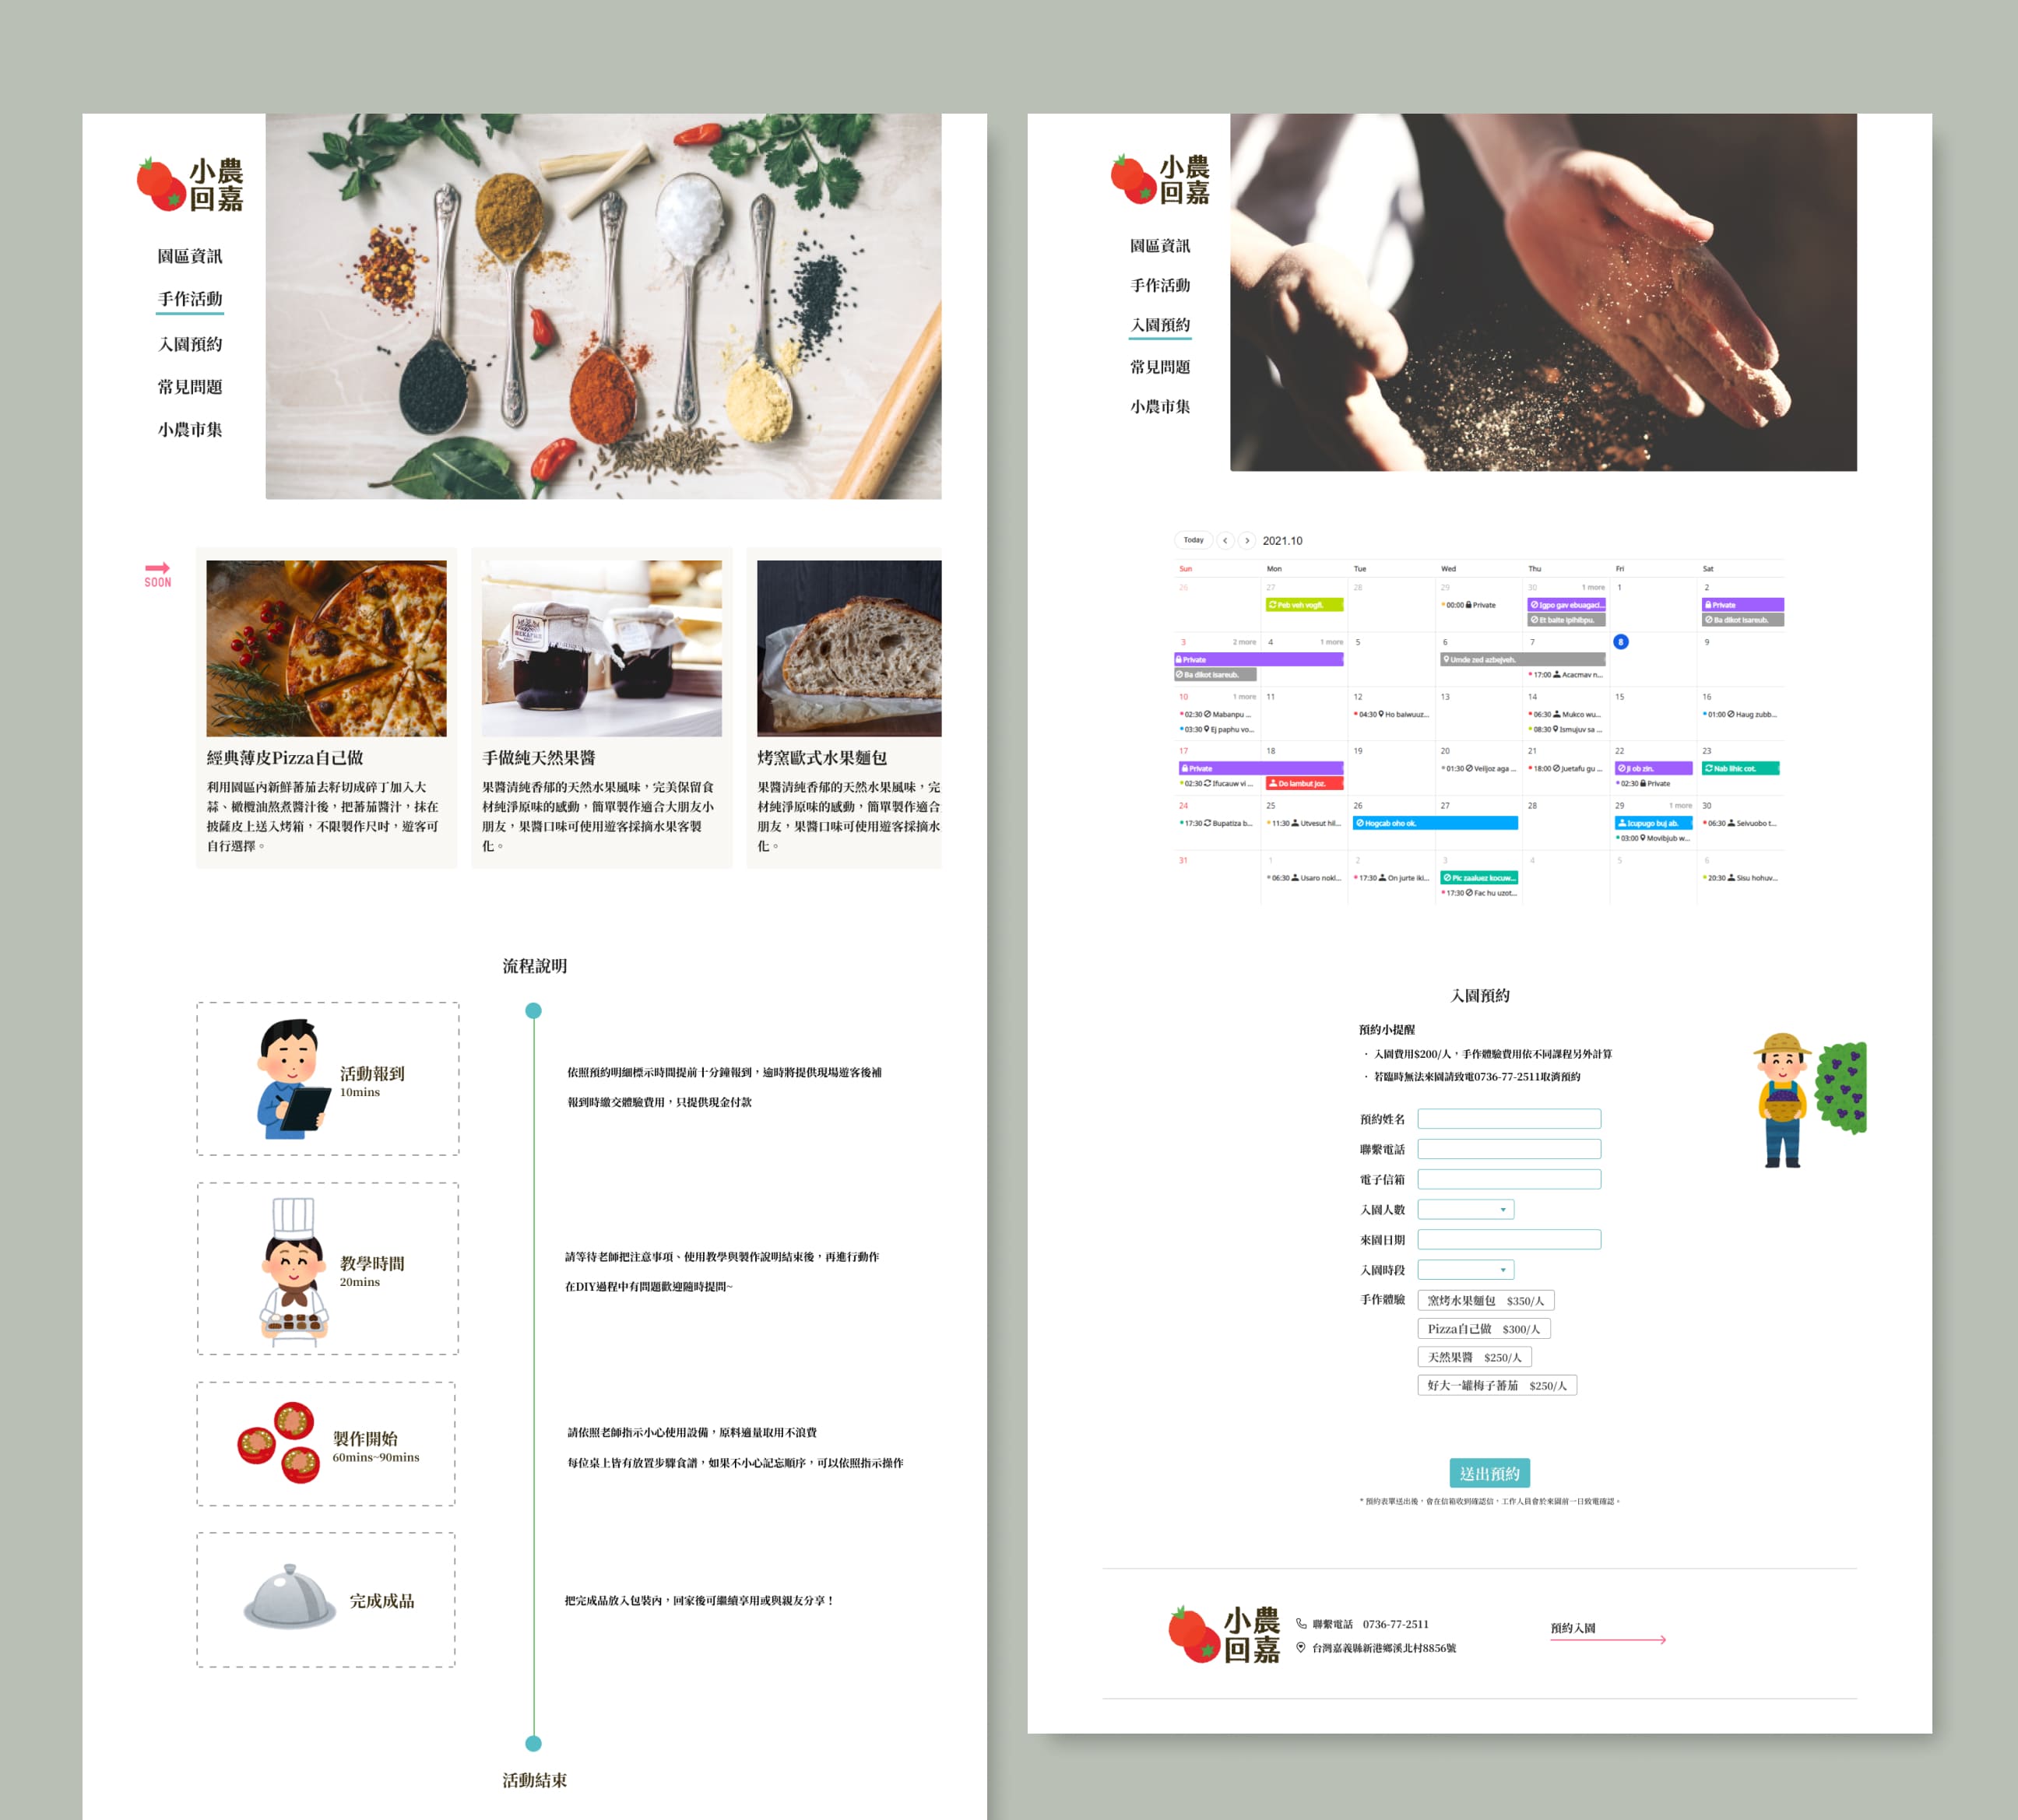 小農
回嘉
園區資訊
手作活動
入園預約
常見問題
小農市集
SOON
經典薄皮Pizza自己做
利用園區內新鮮蕃茄去籽切成碎丁加入大
蒜、橄欖油熬煮醬汁後，把蕃茄醬汁，抹在
披薩皮上送入烤箱，不限製作尺吋，遊客可
自行選擇。
手做純天然果醬
果醬清純香郁的天然水果風味，完美保留食
材純淨原味的感動，簡單製作適合大朋友小
朋友，果醬口味可使用遊客採摘水果客製
化。
烤窯歐式水果麵包
果醬清純香郁的天然水果風味，完
材純淨原味的感動，簡單製作適合
朋友，果醬口味可使用遊客採摘水
化。
流程說明
活動報到
10mins
依照預約明細標示時間提前十分鐘報到，逾時將提供現場遊客後補
報到時繳交體驗費用，只提供現金付款
教學時間
20mins
請等待老師把注意事項、使用教學與製作說明結束後，再進行動作
在DIY過程中有問題歡迎隨時提問~
製作開始
60mins~90mins
請依照老師指示小心使用設備，原料適量取用不浪費
每位桌上皆有放置步驟食譜，如果不小心記忘順序，可以依照指示操作
完成成品
把完成品放入包裝內，回家後可繼續享用或與親友分享！
活動結束
小農
回嘉
園區資訊
手作活動
入園預約
常見問題
小農市集
Today 2021.10
Sun Mon Tue Wed Thu Fri Sat
26 27 28 29 30 1 more 1 2
Peb veh vogfi. 00:00 Private Igpo gav ebuagaci... Private
Et baite ipihibpu. Ba dikot isareub.
3 2 more 4 1 more 5 6 7 8 9
Private Umde zed azbejveh.
Ba dikot isareub. 17:00 Acacmav n...
10 1 more 11 12 13 14 15 16
02:30 Mabanpu ... 04:30 Ho balwuuz... 06:30 Mukco wu... 01:00 Haug zubb...
03:30 Ej paphu vo... 08:30 Ismujuv sa ...
17 18 19 20 21 22 23
Private 01:30 Velljoz aga ... 18:00 Juetafu gu ... Ji ob zin. Nab lihic cot.
02:30 Ifucauw vi ... Do lambut joz. 02:30 Private
24 25 26 27 28 29 1 more 30
17:30 Bupatiza b... 11:30 Utvesut hil... Hogcab oho ok. Icupugo buj ab. 06:30 Seivuobo t...
03:00 Movibjub w...
31 1 2 3 4 5 6
06:30 Usaro nokl... 17:30 On jurte iki... Pic zaaluez kocuw... 20:30 Sisu hohuv...
17:30 Fac hu uzot...
入園預約
預約小提醒
· 入園費用$200/人，手作體驗費用依不同課程另外計算
· 若臨時無法來園請致電0736-77-2511取消預約
預約姓名
聯繫電話
電子信箱
入園人數
來園日期
入園時段
手作體驗 窯烤水果麵包 $350/人
Pizza自己做 $300/人
天然果醬 $250/人
好大一罐梅子蕃茄 $250/人
送出預約
* 預約表單送出後，會在信箱收到確認信，工作人員會於來園前一日致電確認。
小農
回嘉
聯繫電話 0736-77-2511
台灣嘉義縣新港鄉溪北村8856號
預約入園